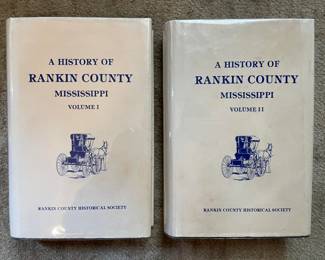 A HISTORY OF
RANKIN COUNTY
MISSISSIPPI
VOLUME I
RANKIN COUNTY HISTORICAL SOCIETY
A HISTORY OF
RANKIN COUNTY
MISSISSIPPI
VOLUME II
RANKIN COUNTY HISTORICAL SOCIETY